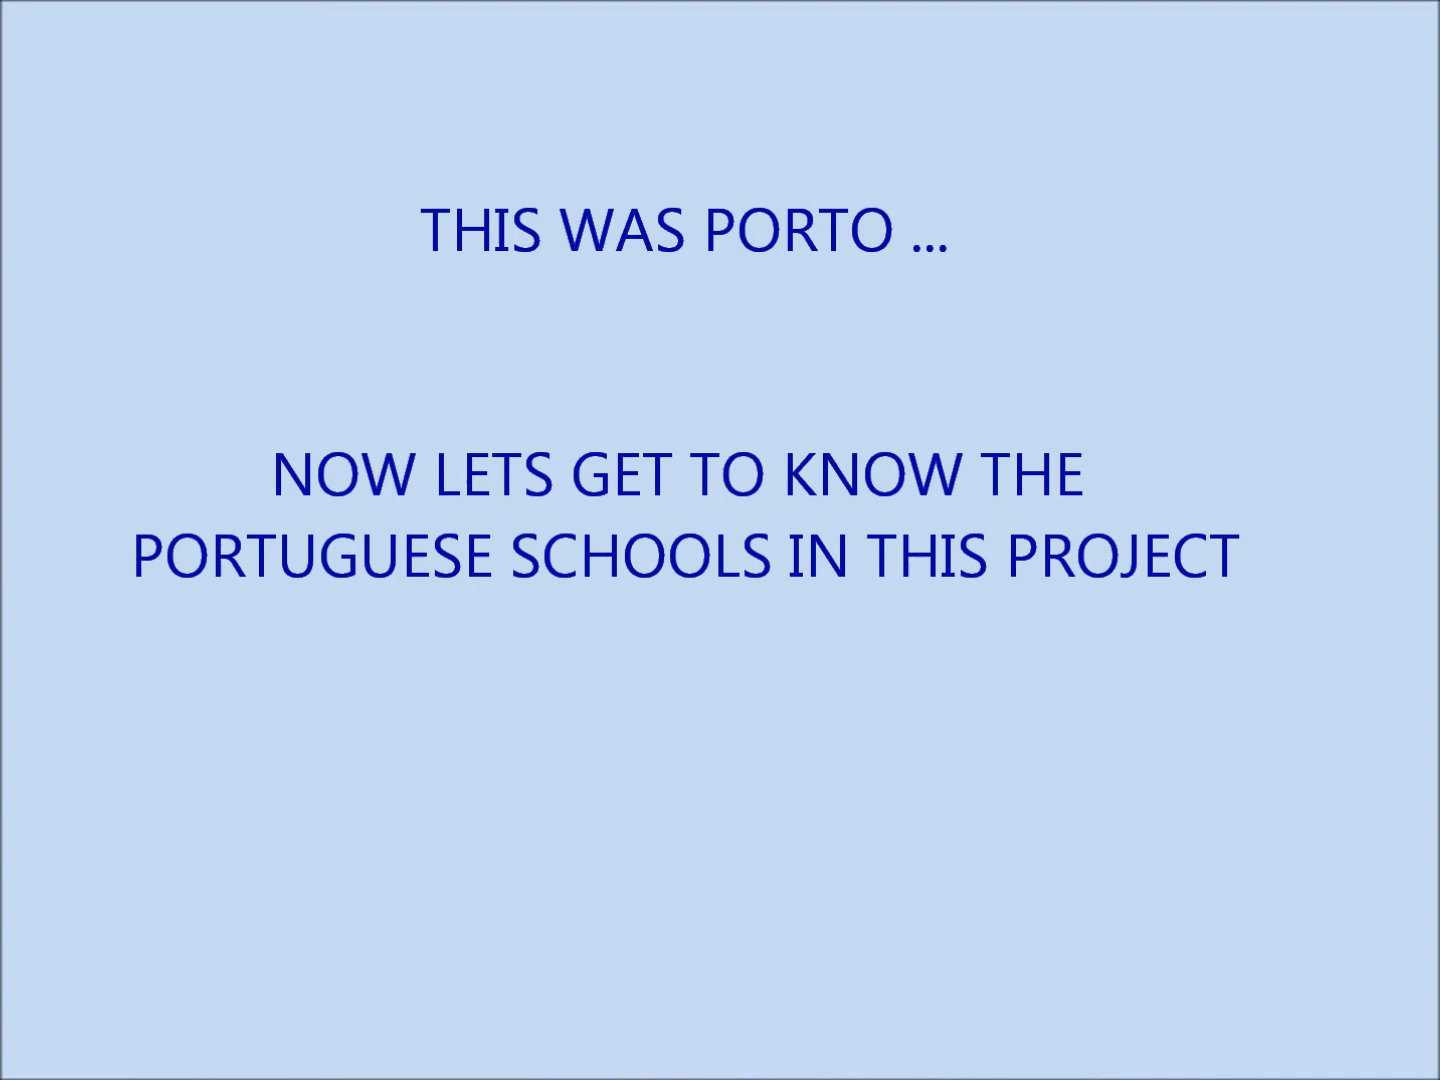 THIS WAS PORTO ...
NOW LETS GET TO KNOW THE
PORTUGUESE SCHOOLS IN THIS PROJECT